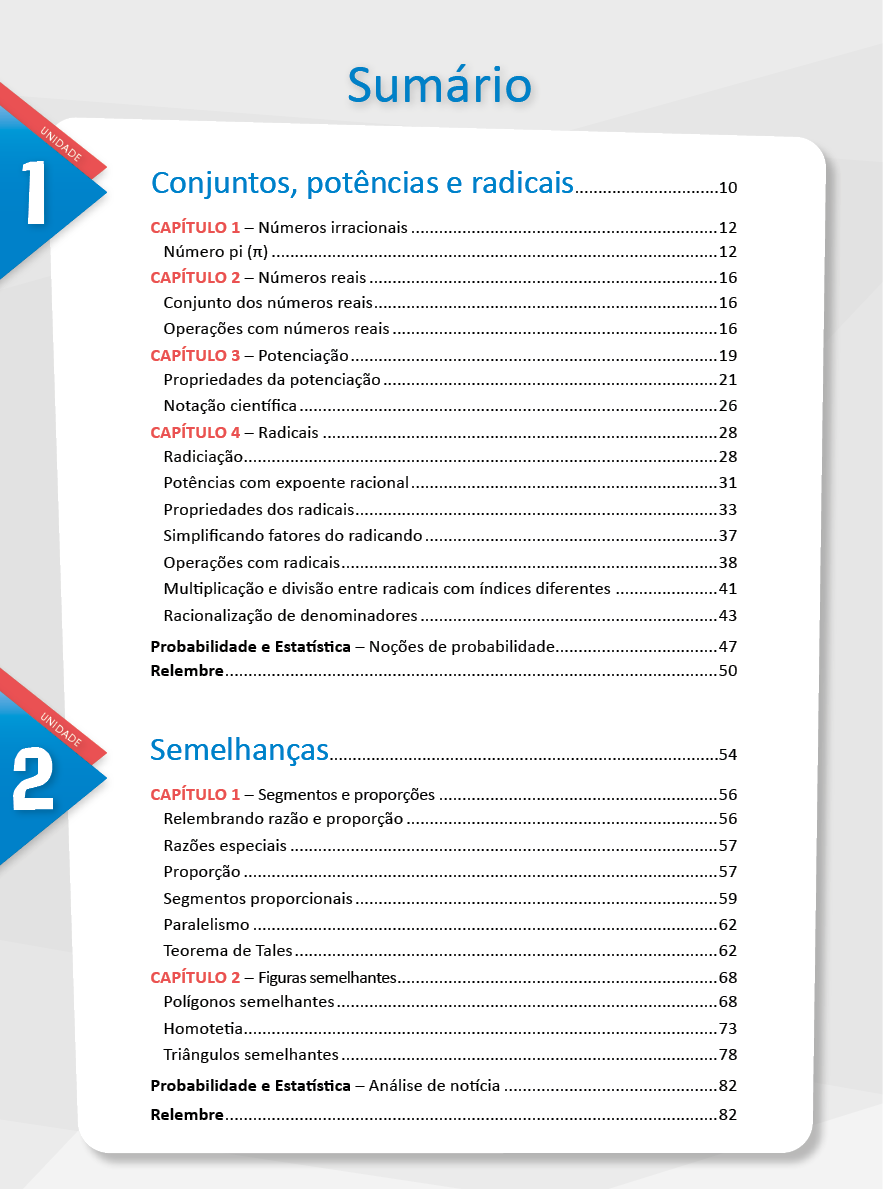 Sumário
UNIDADE
1
Conjuntos, potências e radicais...............................10
CAPÍTULO 1 – Números irracionais ..................................................................12
Número pi (π) ................................................................................................12
CAPÍTULO 2 – Números reais ...........................................................................16
Conjunto dos números reais..........................................................................16
Operações com números reais ......................................................................16
CAPÍTULO 3 – Potenciação...............................................................................19
Propriedades da potenciação ........................................................................21
Notação científica ..........................................................................................26
CAPÍTULO 4 – Radicais .....................................................................................28
Radiciação......................................................................................................28
Potências com expoente racional ..................................................................31
Propriedades dos radicais..............................................................................33
Simplificando fatores do radicando ...............................................................37
Operações com radicais.................................................................................38
Multiplicação e divisão entre radicais com índices diferentes ......................41
Racionalização de denominadores ................................................................43
Probabilidade e Estatística – Noções de probabilidade...................................47
Relembre..........................................................................................................50
UNIDADE
2
Semelhanças....................................................................................54
CAPÍTULO 1 – Segmentos e proporções ............................................................56
Relembrando razão e proporção ...................................................................56
Razões especiais ............................................................................................57
Proporção ......................................................................................................57
Segmentos proporcionais ..............................................................................59
Paralelismo ....................................................................................................62
Teorema de Tales ...........................................................................................62
CAPÍTULO 2 – Figuras semelhantes.....................................................................68
Polígonos semelhantes ..................................................................................68
Homotetia......................................................................................................73
Triângulos semelhantes .................................................................................78
Probabilidade e Estatística – Análise de notícia ..............................................82
Relembre..........................................................................................................82